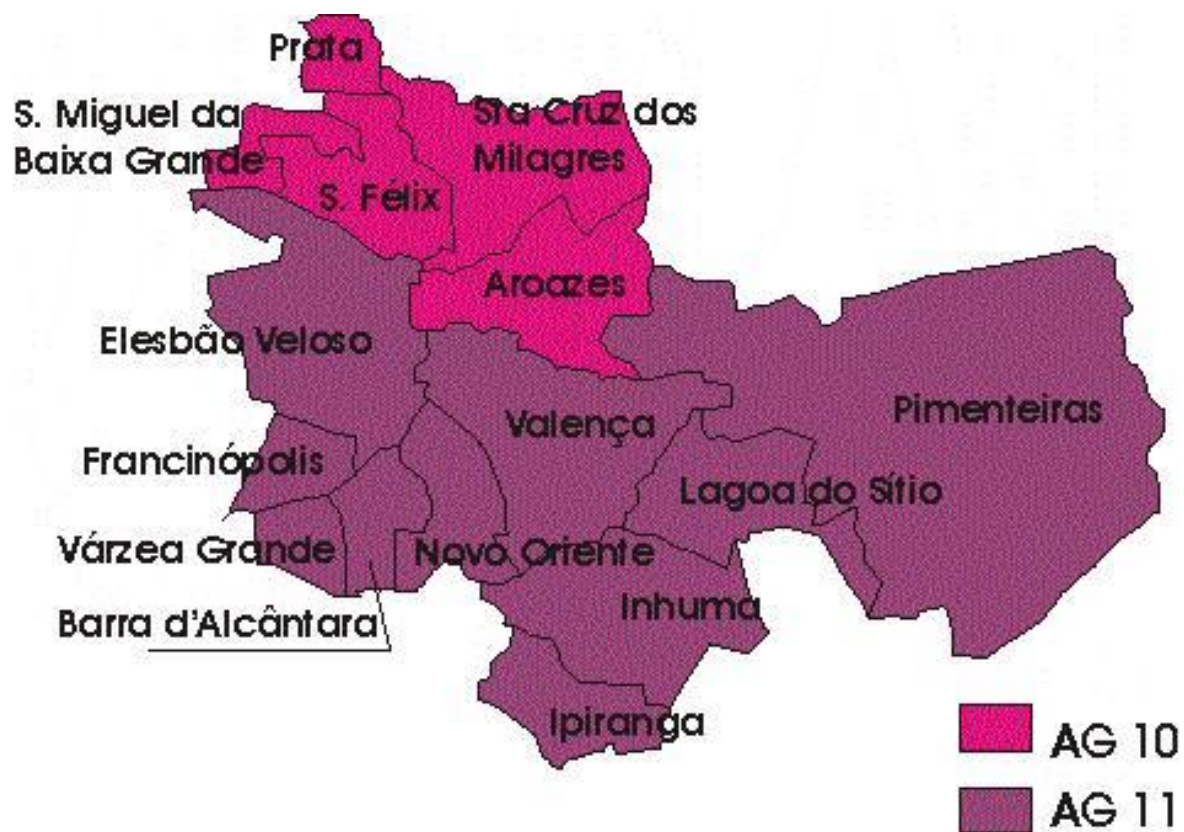 Prata
S. Miguel da
Baixa Grande
Sta Cruz dos
Milagres
S. Félix
Aroazes
Elesbão Veloso
Valença
Pimenteiras
Francinópolis
Lagoa do Sítio
Várzea Grande
Novo Oriente
Inhuma
Barra d'Alcântara
Ipiranga
AG 10
AG 11